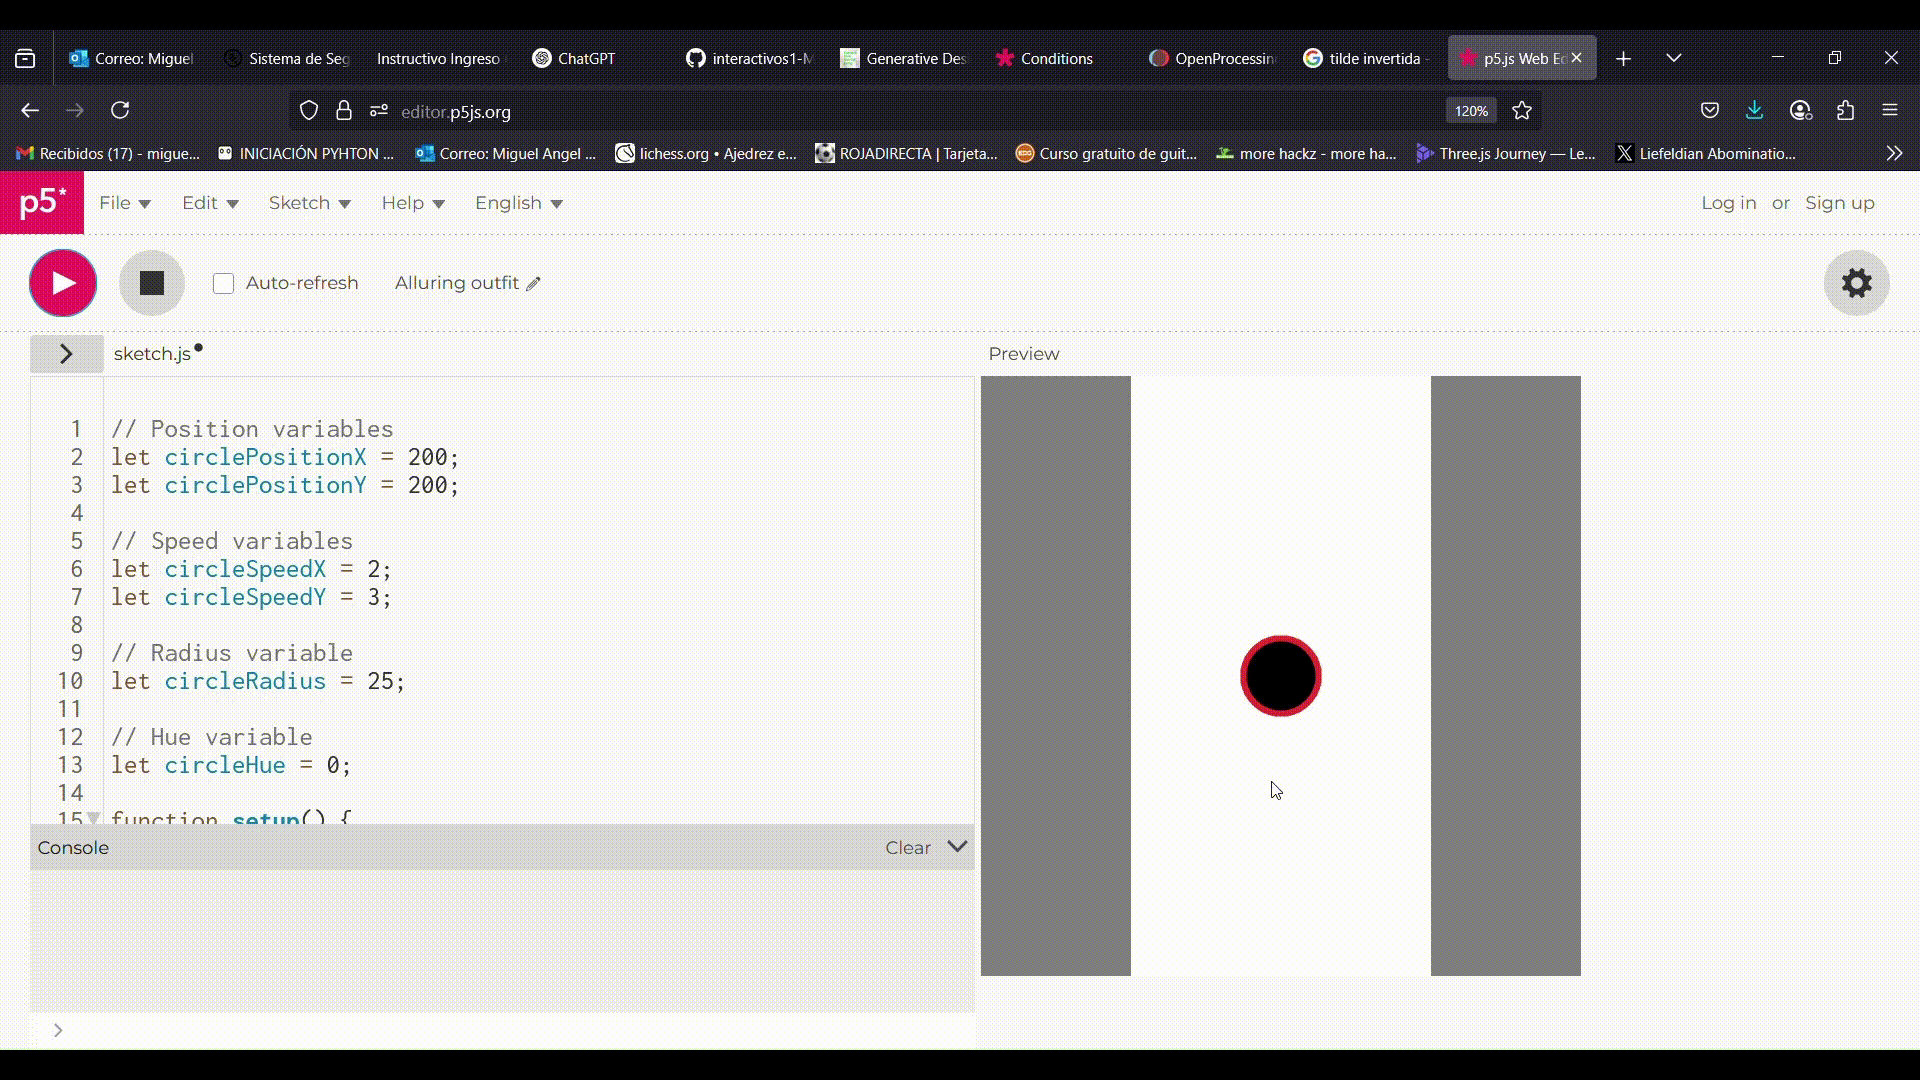 Correo: Miguel
Sistema de Seg
Instructivo Ingreso
ChatGPT
interactivos1-M
Generative Des
Conditions
OpenProcessin
tilde invertida -
p5.js Web Ed
editor.p5js.org
120%
Recibidos (17) - migue...
INICIACIÓN PYHTON ...
Correo: Miguel Angel ...
lichess.org • Ajedrez e...
ROJADIRECTA | Tarjeta...
Curso gratuito de guit...
more hackz - more ha...
Three.js Journey — Le...
Liefeldian Abominatio...
p5*
File
Edit
Sketch
Help
English
Log in or Sign up
Auto-refresh
Alluring outfit
sketch.js
Preview
1 // Position variables
2 let circlePositionX = 200;
3 let circlePositionY = 200;
4
5 // Speed variables
6 let circleSpeedX = 2;
7 let circleSpeedY = 3;
8
9 // Radius variable
10 let circleRadius = 25;
11
12 // Hue variable
13 let circleHue = 0;
14
15 function setup() {
Console
Clear